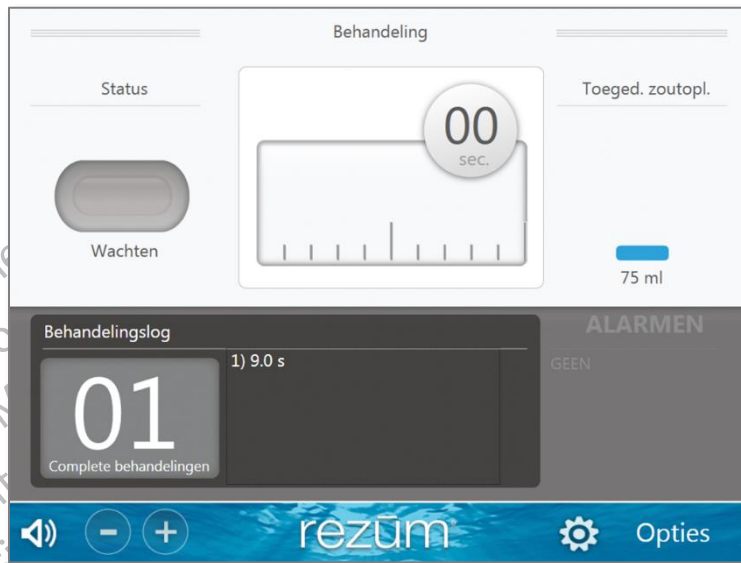 Behandeling
Status
Toeged. zoutopl.
00
sec.
Wachten
75 ml
Behandelingslog
ALARMEN
1) 9.0 s
GEEN
01
Complete behandelingen
rezūm
Opties